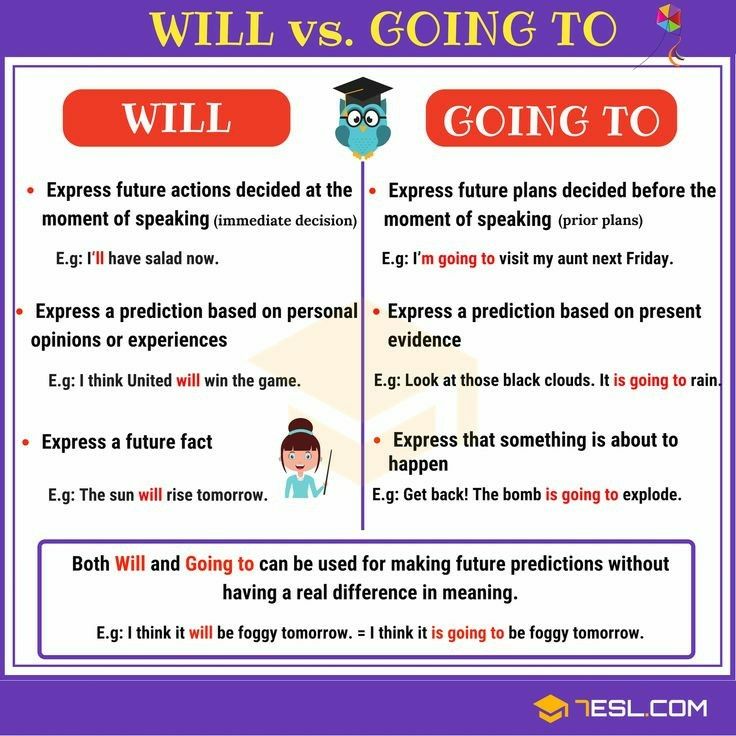 WILL vs. GOING TO
WILL
• Express future actions decided at the
moment of speaking (immediate decision)
E.g: I'll have salad now.
• Express a prediction based on personal
opinions or experiences
E.g: I think United will win the game.
• Express a future fact
E.g: The sun will rise tomorrow.
GOING TO
• Express future plans decided before the
moment of speaking (prior plans)
E.g: I'm going to visit my aunt next Friday.
• Express a prediction based on present
evidence
E.g: Look at those black clouds. It is going to rain.
• Express that something is about to
happen
E.g: Get back! The bomb is going to explode.
Both Will and Going to can be used for making future predictions without
having a real difference in meaning.
E.g: I think it will be foggy tomorrow. = I think it is going to be foggy tomorrow.
7ESL.COM